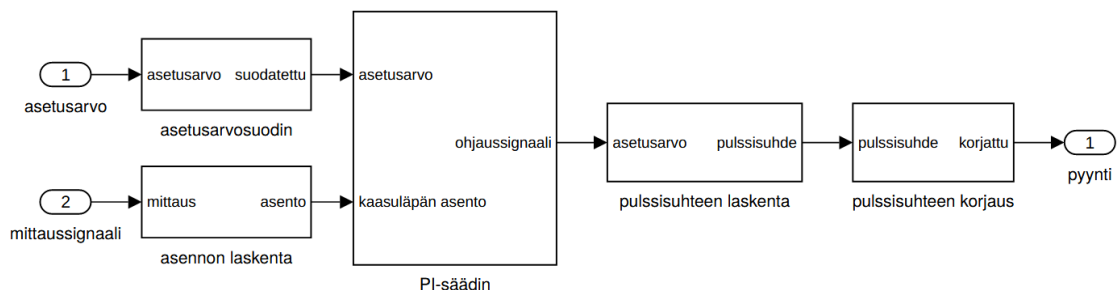 1
asetusarvo
asetusarvo suodatettu
asetusarvosuodin
2
mittaussignaali
mittaus asento
asennon laskenta
asetusarvo
ohjaussignaali
kaasuläpän asento
PI-säädin
asetusarvo pulssisuhde
pulssisuhteen laskenta
pulssisuhde korjattu
pulssisuhteen korjaus
1
pyynti